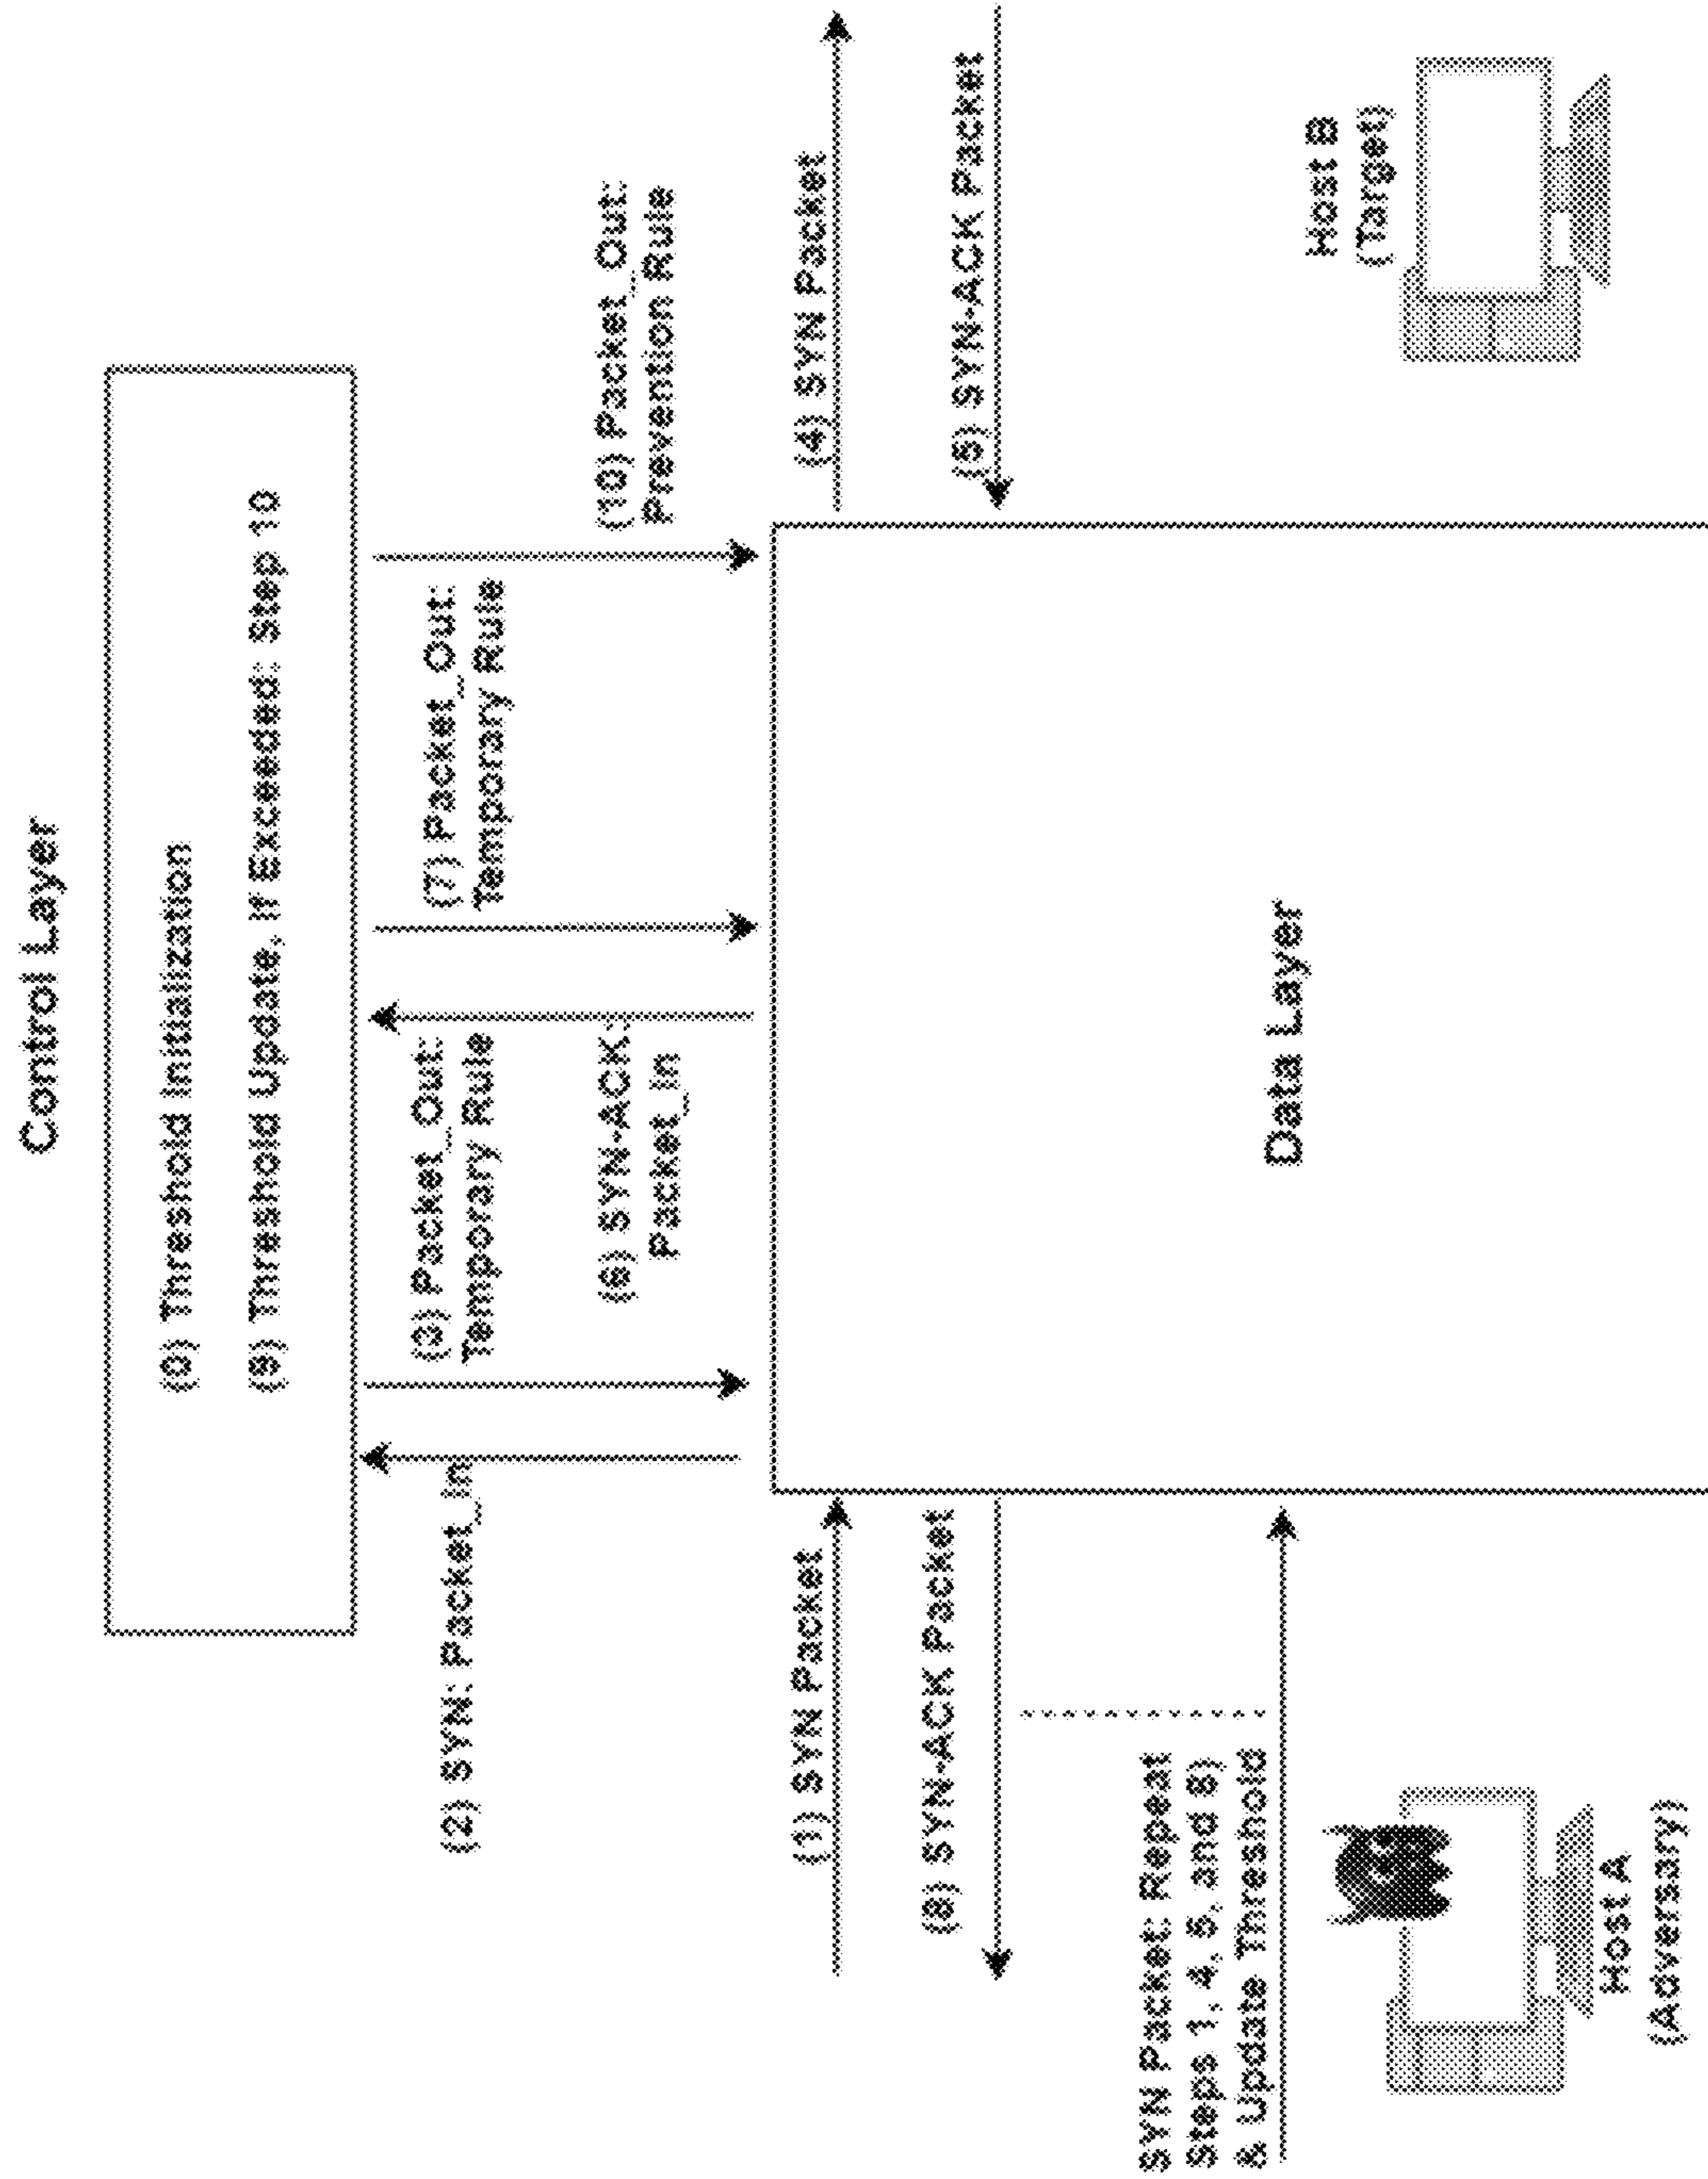 Control Layer
(0) Threshold Initialization
(9) Threshold Update, If Exceeded: Step 10
(2) SYN: Packet_In
(3) Packet_Out:
Temporary Rule
(6) SYN-ACK:
Packet_In
(7) Packet_Out:
Temporary Rule
(10) Packet_Out:
Prevention Rule
(1) SYN Packet
(8) SYN-ACK Packet
SYN Packet: Repeat
Steps 1, 4, 5, and 8)
& Update Threshold
(4) SYN Packet
(5) SYN-ACK Packet
Data Layer
Host A
(Adversary)
Host B
(Target)